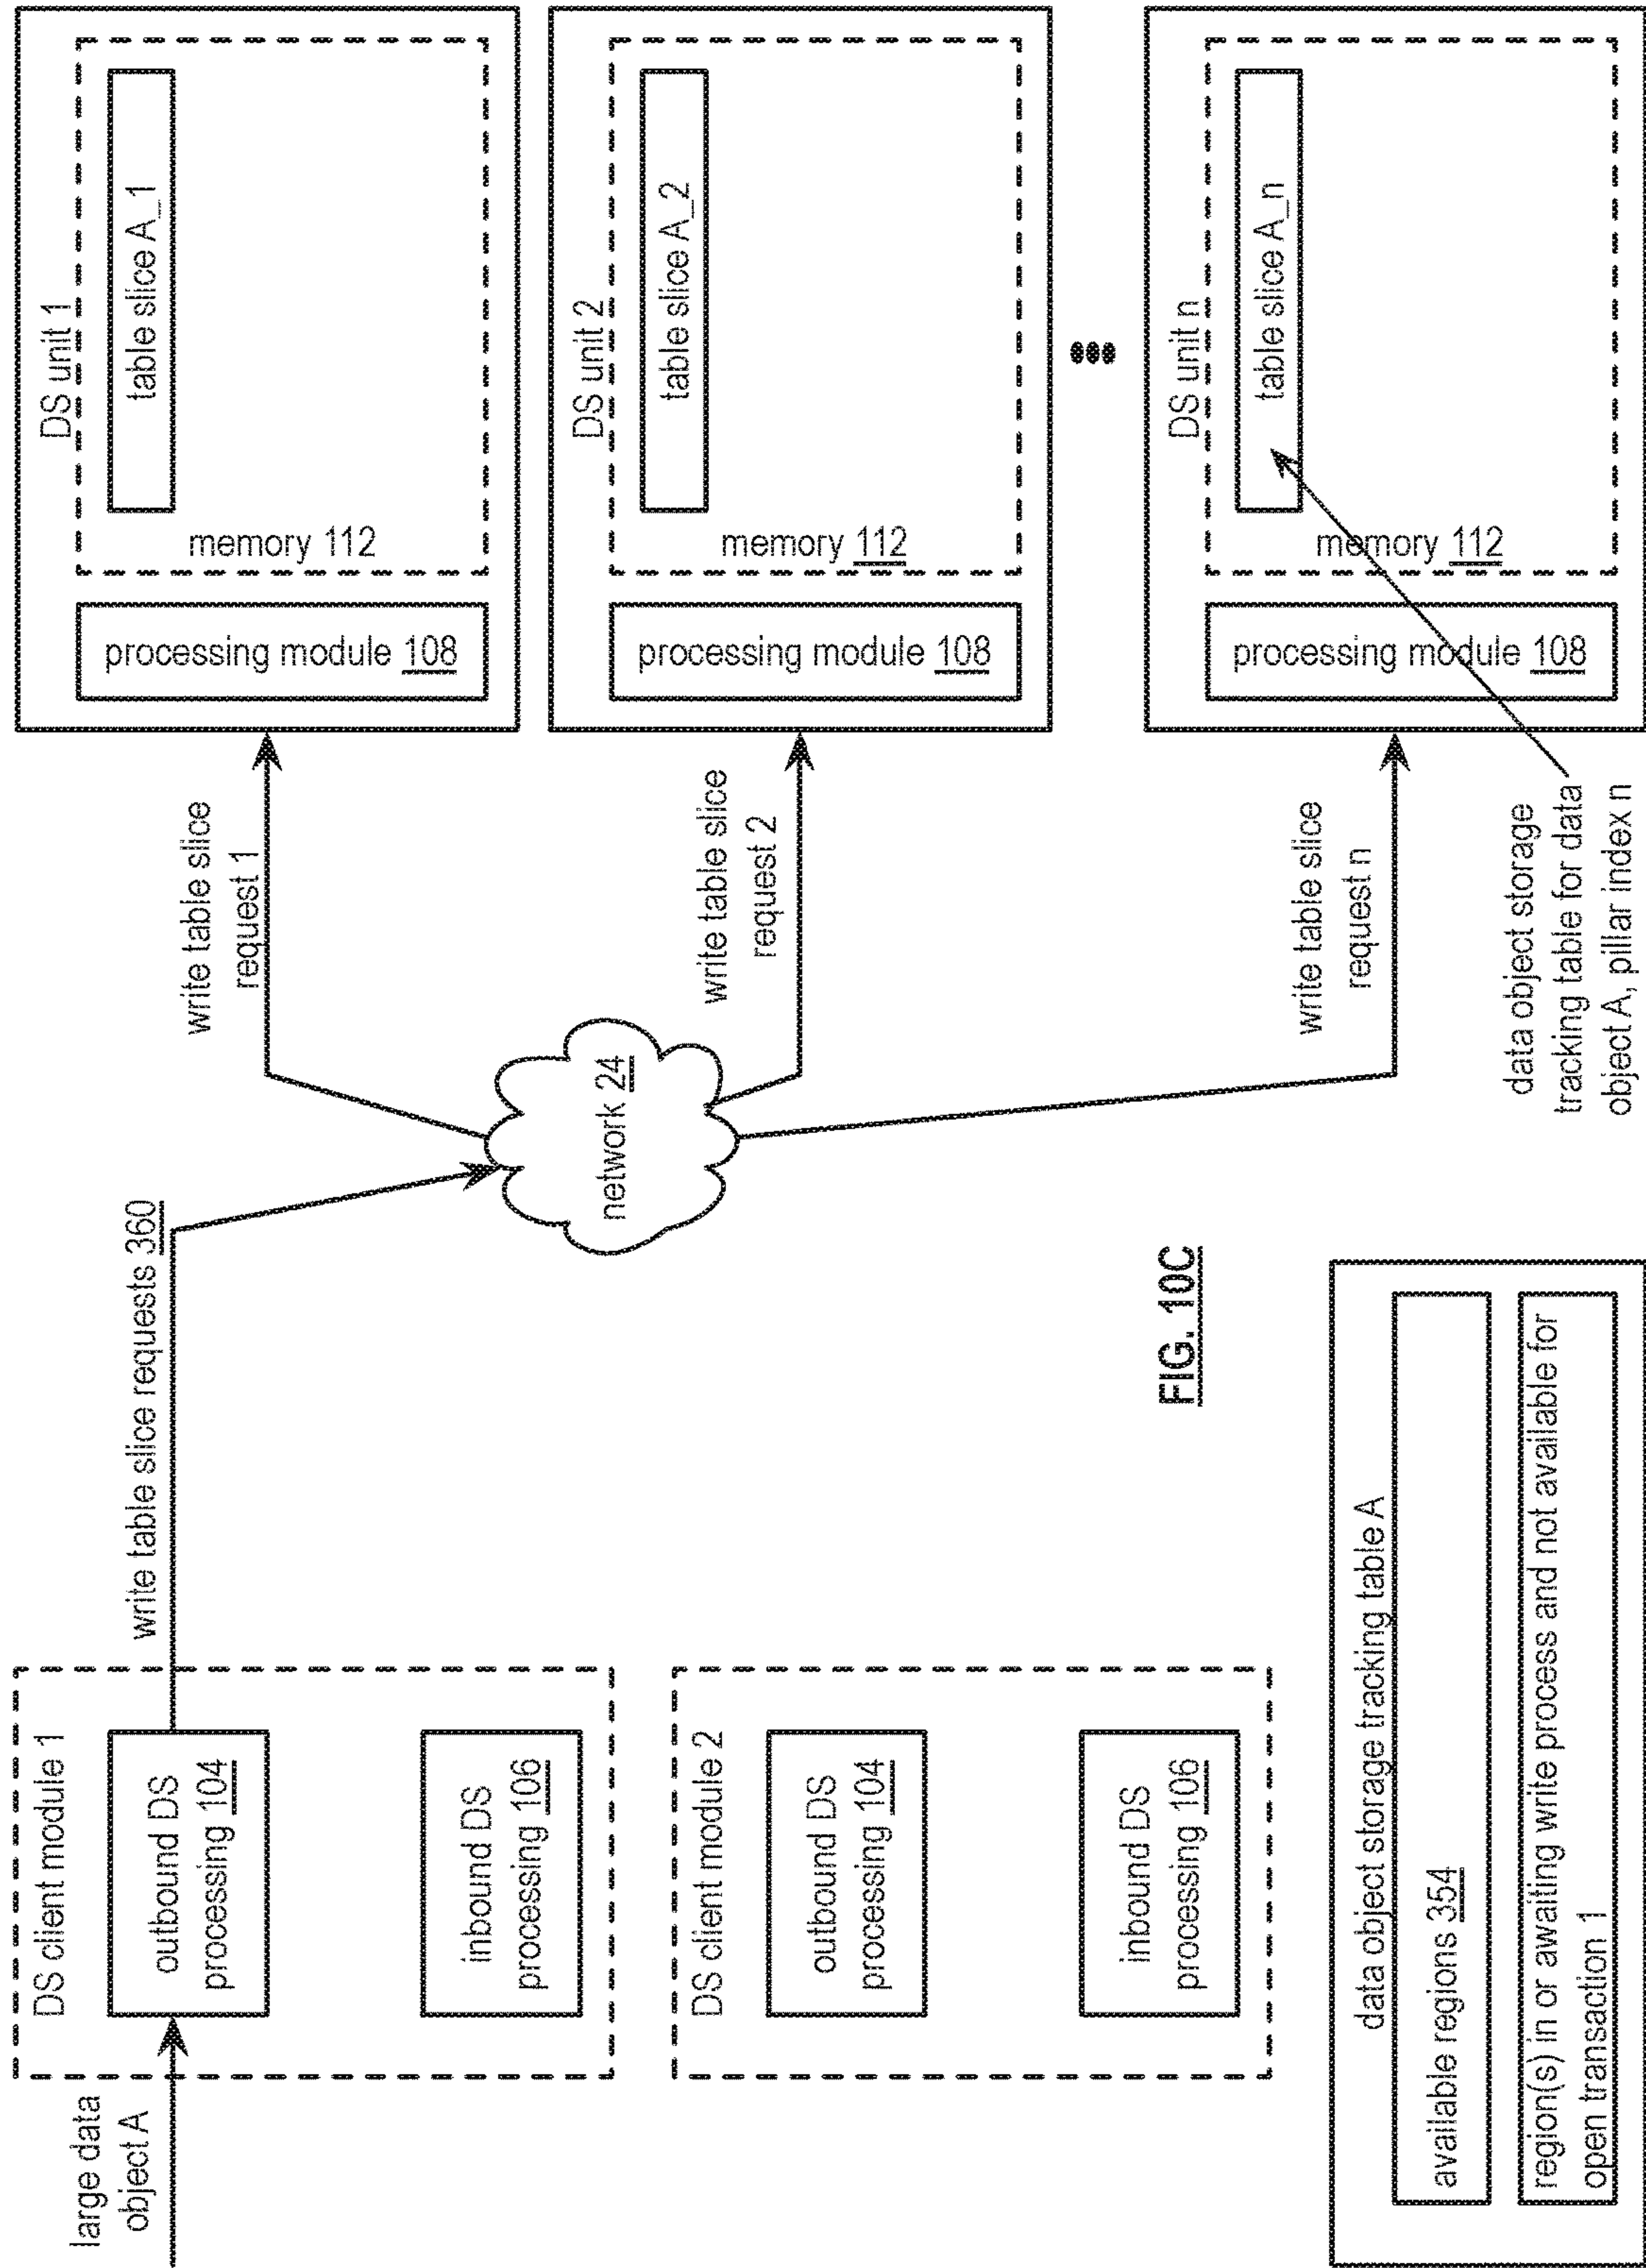 large data
object A
DS client module 1
outbound DS
processing 104
inbound DS
processing 106
DS client module 2
outbound DS
processing 104
inbound DS
processing 106
write table slice requests 360
network 24
write table slice
request 1
write table slice
request 2
write table slice
request n
DS unit 1
processing module 108
memory 112
table slice A_1
DS unit 2
processing module 108
memory 112
table slice A_2
DS unit n
processing module 108
memory 112
table slice A_n
data object storage
tracking table for data
object A, pillar index n
FIG. 10C
data object storage tracking table A
available regions 354
region(s) in or awaiting write process and not available for
open transaction 1